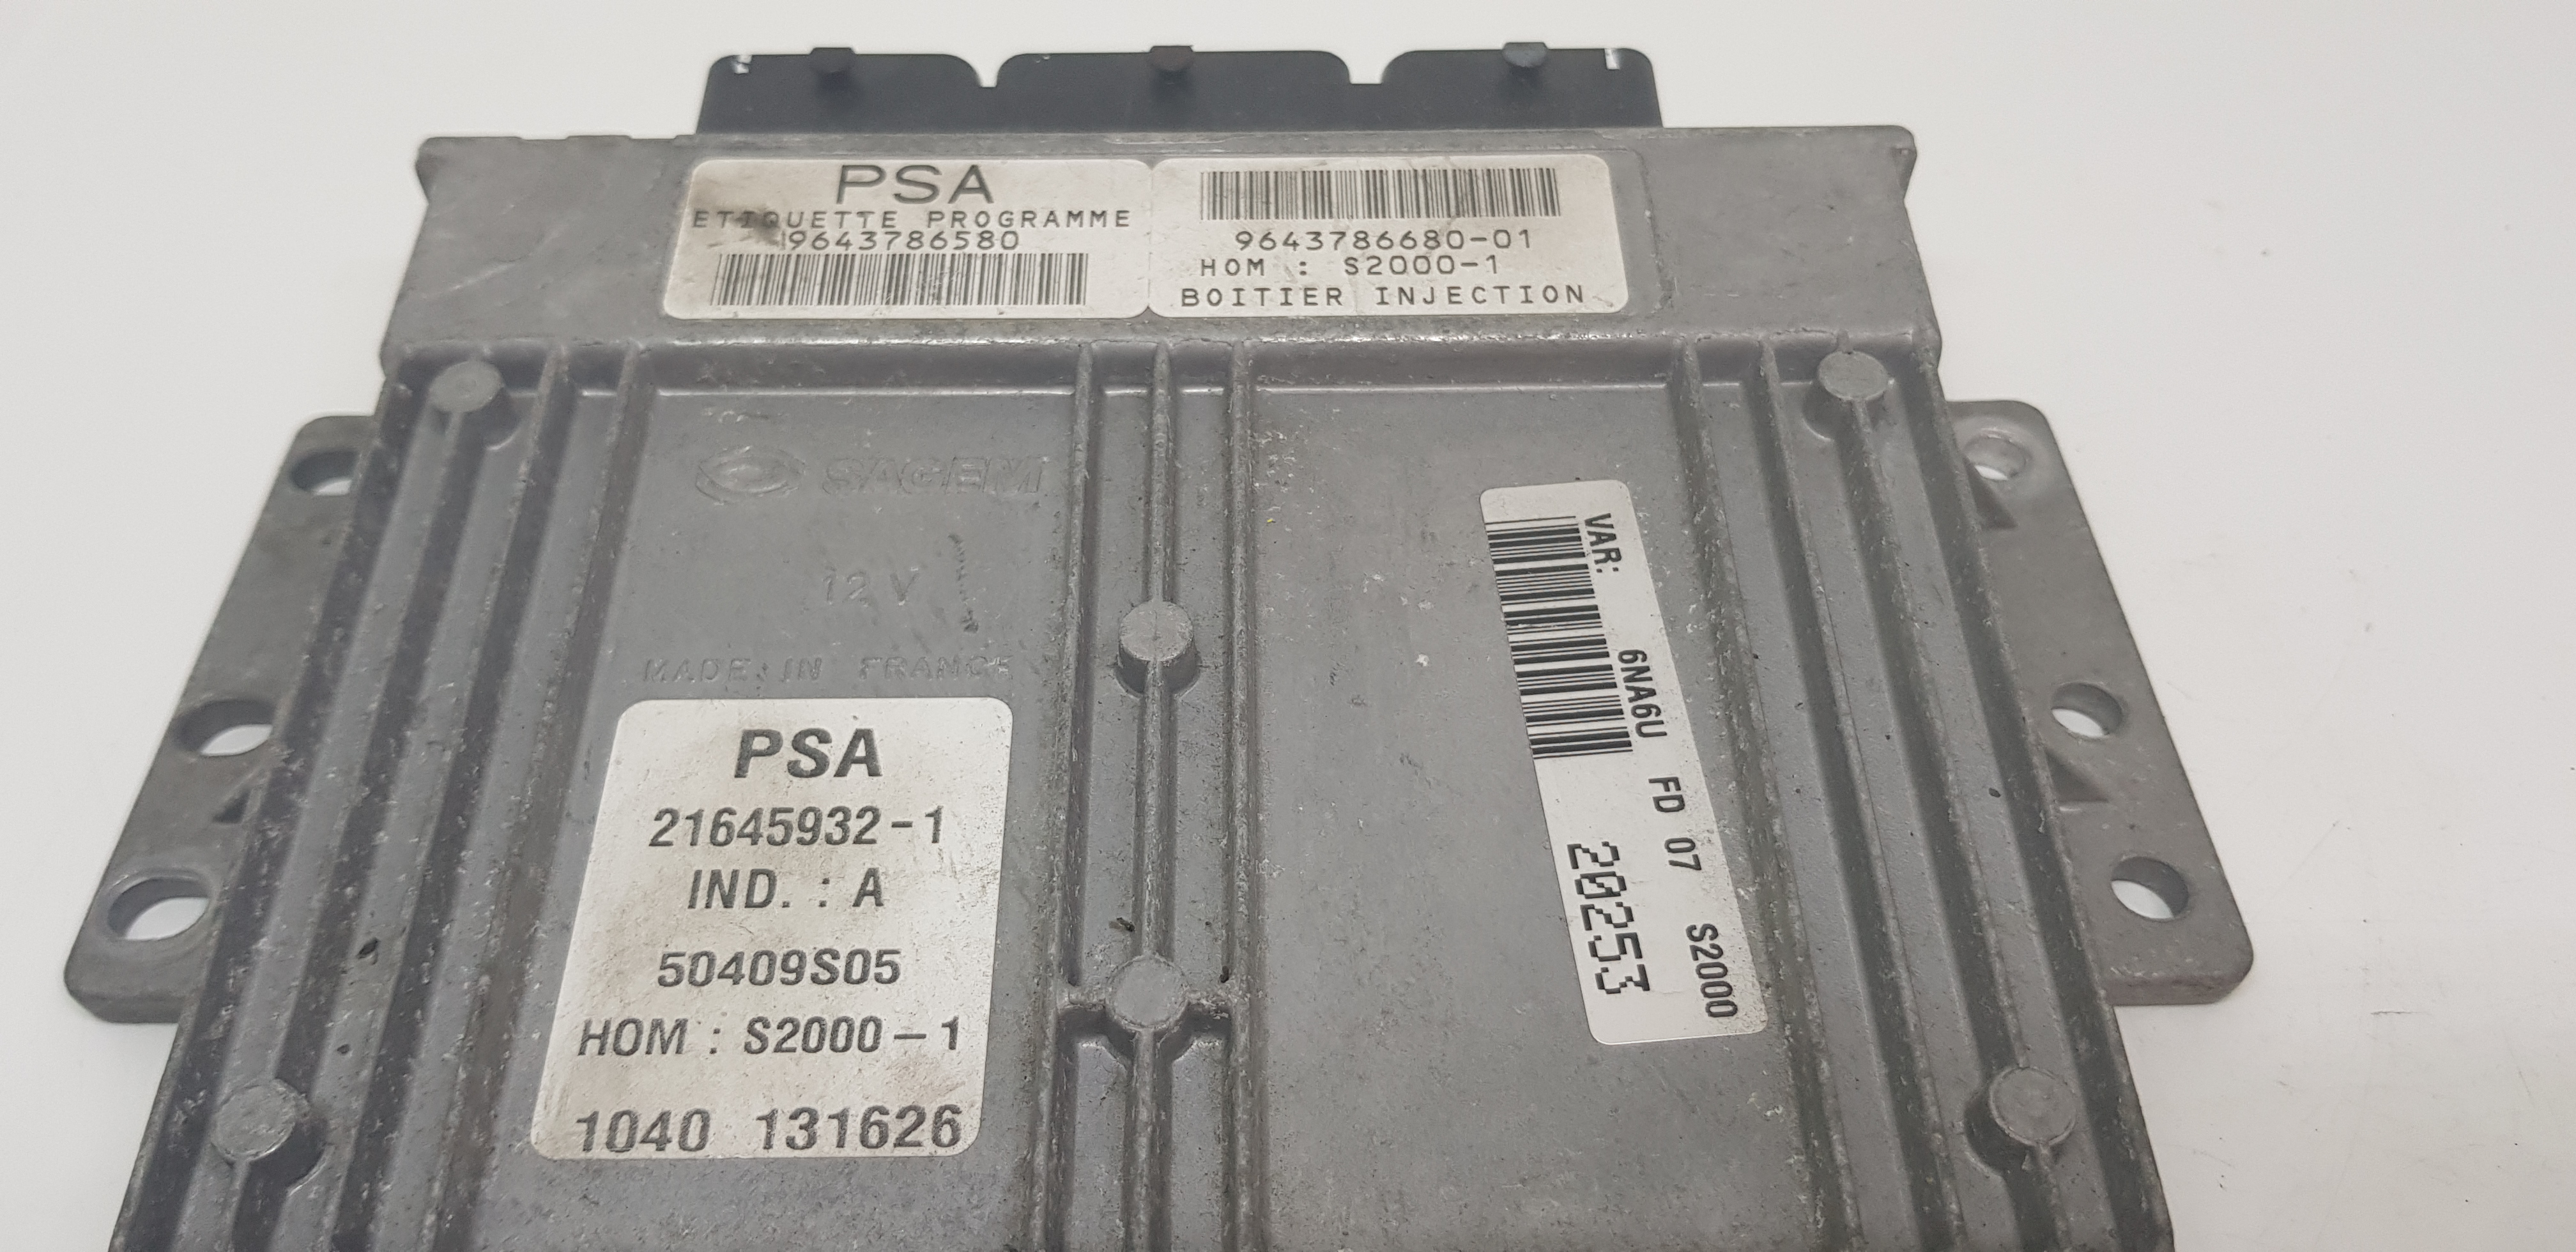 PSA
ETIQUETTE PROGRAMME
9643786580
9643786680-01
HOM : S2000-1
BOITIER INJECTION
SAGEM
12 V
MADE IN FRANCE
PSA
21645932-1
IND. : A
50409S05
HOM : S2000-1
1040 131626
VAR: 6NA6U FD 07 S2000
20253